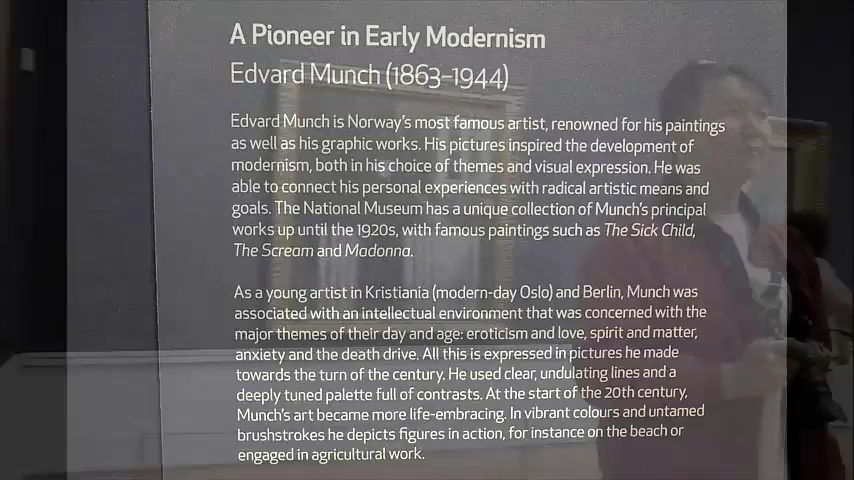 A Pioneer in Early Modernism
Edvard Munch (1863–1944)
Edvard Munch is Norway's most famous artist, renowned for his paintings
as well as his graphic works. His pictures inspired the development of
modernism, both in his choice of themes and visual expression. He was
able to connect his personal experiences with radical artistic means and
goals. The National Museum has a unique collection of Munch's principal
works up until the 1920s, with famous paintings such as The Sick Child,
The Scream and Madonna.
As a young artist in Kristiania (modern-day Oslo) and Berlin, Munch was
associated with an intellectual environment that was concerned with the
major themes of their day and age: eroticism and love, spirit and matter,
anxiety and the death drive. All this is expressed in pictures he made
towards the turn of the century. He used clear, undulating lines and a
deeply tuned palette full of contrasts. At the start of the 20th century,
Munch's art became more life-embracing. In vibrant colours and untamed
brushstrokes he depicts figures in action, for instance on the beach or
engaged in agricultural work.